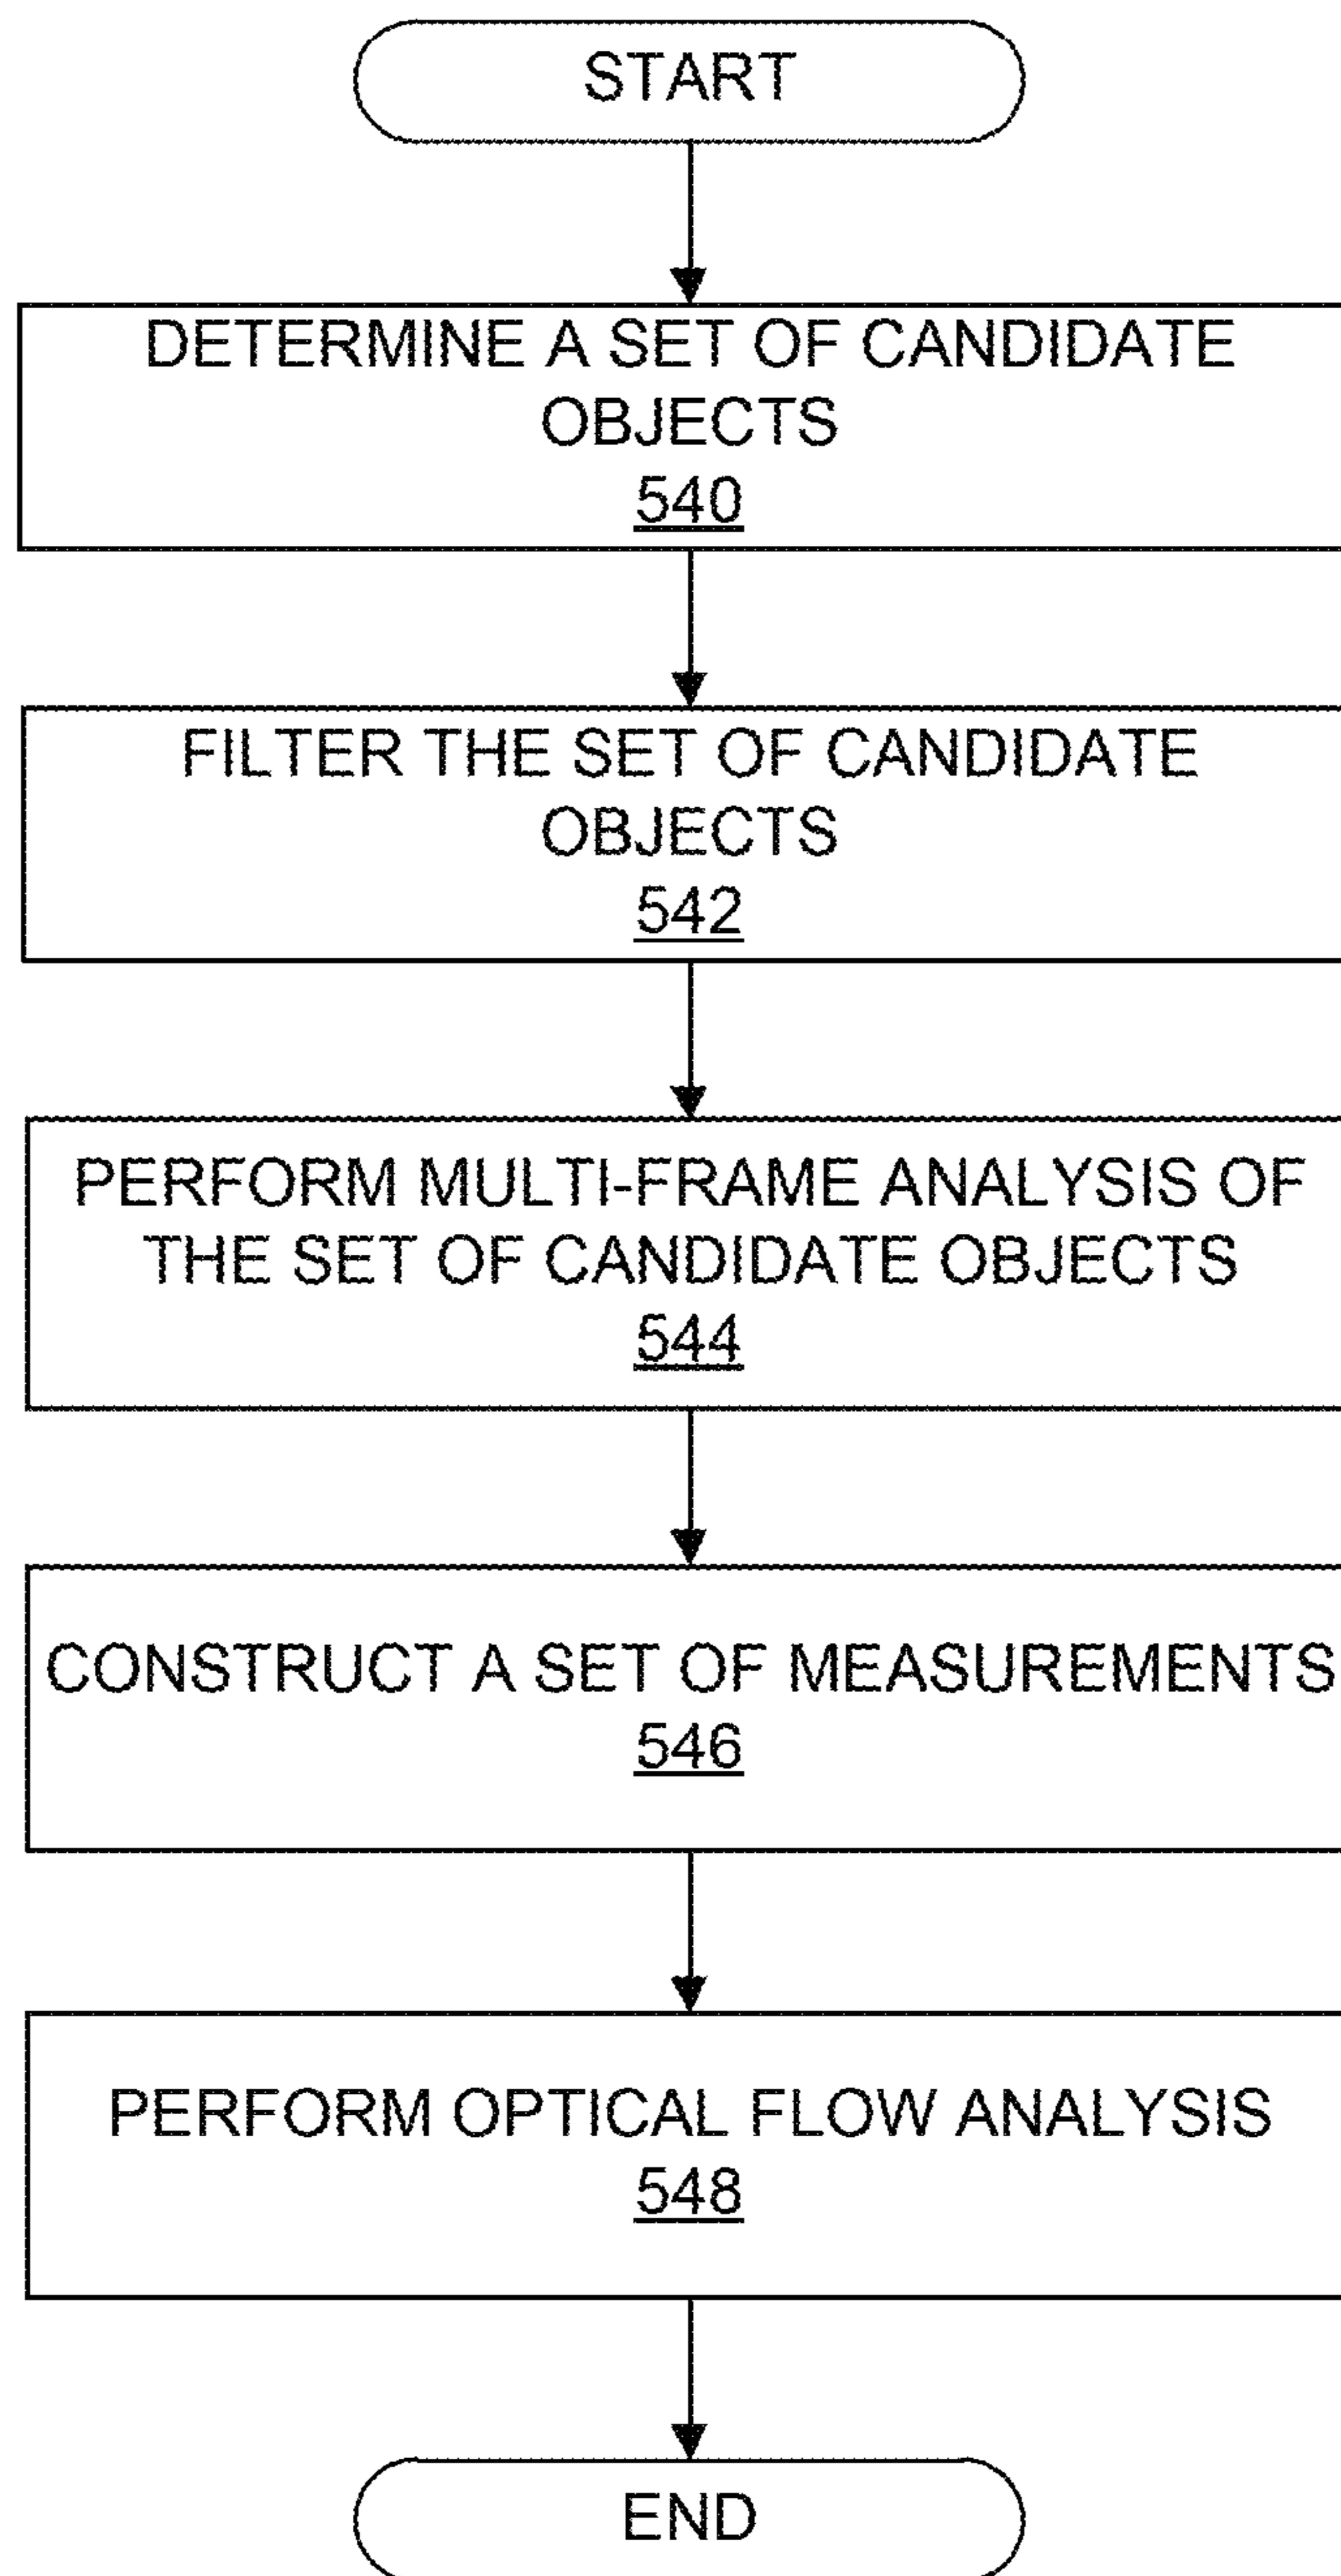 START
DETERMINE A SET OF CANDIDATE
OBJECTS
540
FILTER THE SET OF CANDIDATE
OBJECTS
542
PERFORM MULTI-FRAME ANALYSIS OF
THE SET OF CANDIDATE OBJECTS
544
CONSTRUCT A SET OF MEASUREMENTS
546
PERFORM OPTICAL FLOW ANALYSIS
548
END